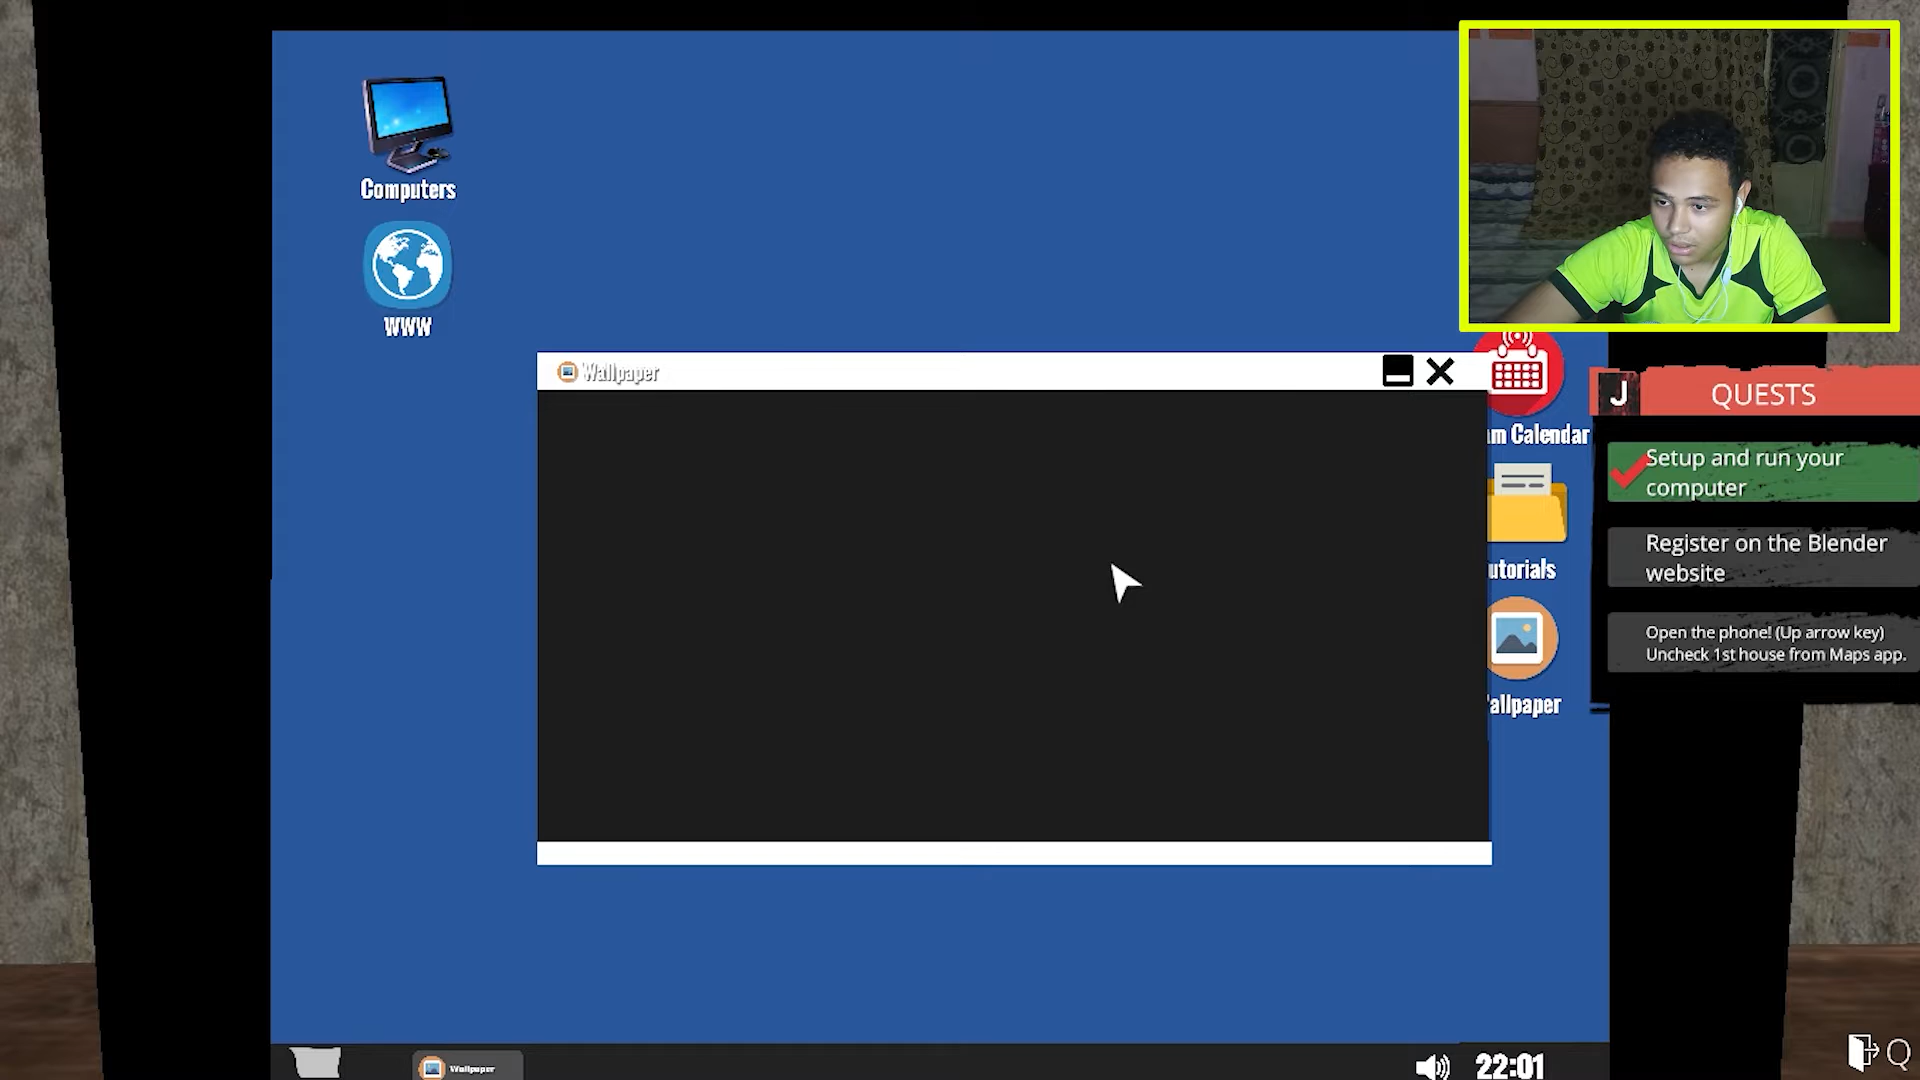 Computers
WWW
Wallpaper
am Calendar
utorials
allpaper
J QUESTS
Setup and run your
computer
Register on the Blender
website
Open the phone! (Up arrow key)
Uncheck 1st house from Maps app.
Wallpaper
22:01
Q